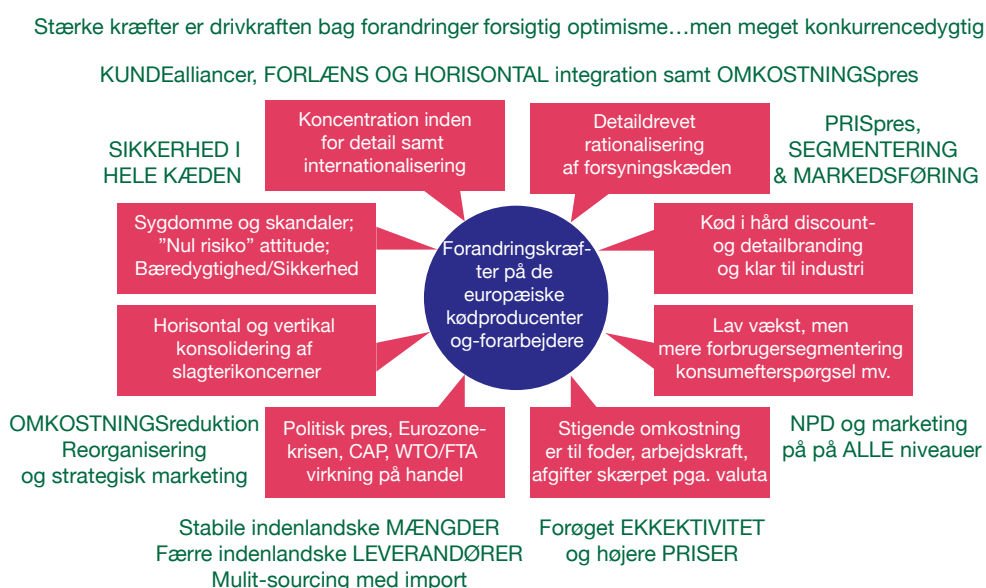 Stærke kræfter er drivkraften bag forandringer forsigtig optimisme…men meget konkurrencedygtig
KUNDEalliancer, FORLÆNS OG HORISONTAL integration samt OMKOSTNINGSpres
Koncentration inden
for detail samt
internationalisering
Detaildrevet
rationalisering
af forsyningskæden
SIKKERHED I
HELE KÆDEN
PRISpres,
SEGMENTERING
& MARKEDSFØRING
Sygdomme og skandaler;
”Nul risiko” attitude;
Bæredygtighed/Sikkerhed
Forandringskræf-
ter på de
europæiske
kødproducenter
og-forarbejdere
Kød i hård discount-
og detailbranding
og klar til industri
Horisontal og vertikal
konsolidering af
slagterikoncerner
Lav vækst, men
mere forbrugersegmentering
konsumefterspørgsel mv.
OMKOSTNINGSreduktion
Reorganisering
og strategisk marketing
Politisk pres, Eurozone-
krisen, CAP, WTO/FTA
virkning på handel
Stigende omkostning
er til foder, arbejdskraft,
afgifter skærpet pga. valuta
NPD og marketing
på på ALLE niveauer
Stabile indenlandske MÆNGDER
Færre indenlandske LEVERANDØRER
Mulit-sourcing med import
Forøget EKKEKTIVITET
og højere PRISER